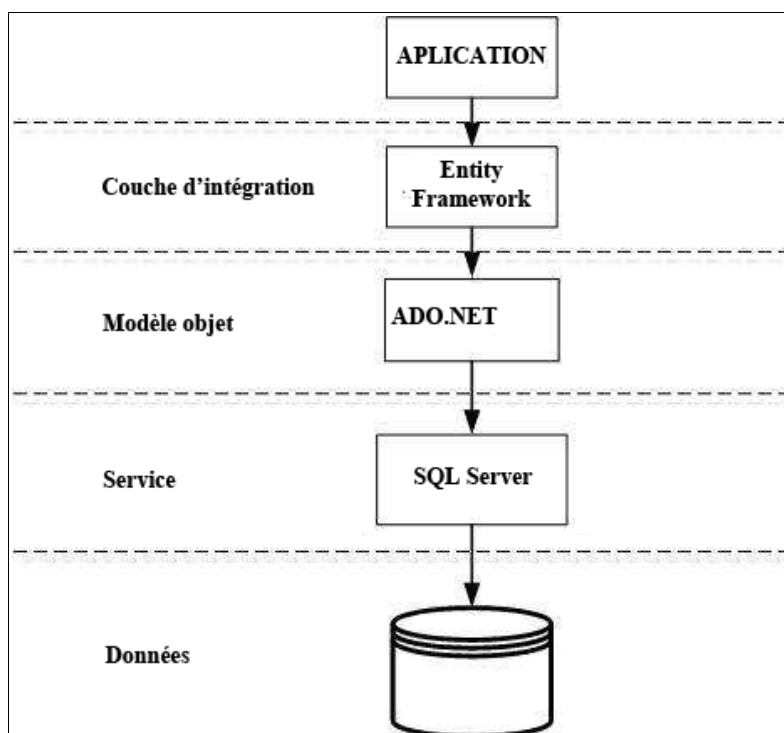 APLICATION
Couche d'intégration
Entity
Framework
Modèle objet
ADO.NET
Service
SQL Server
Données